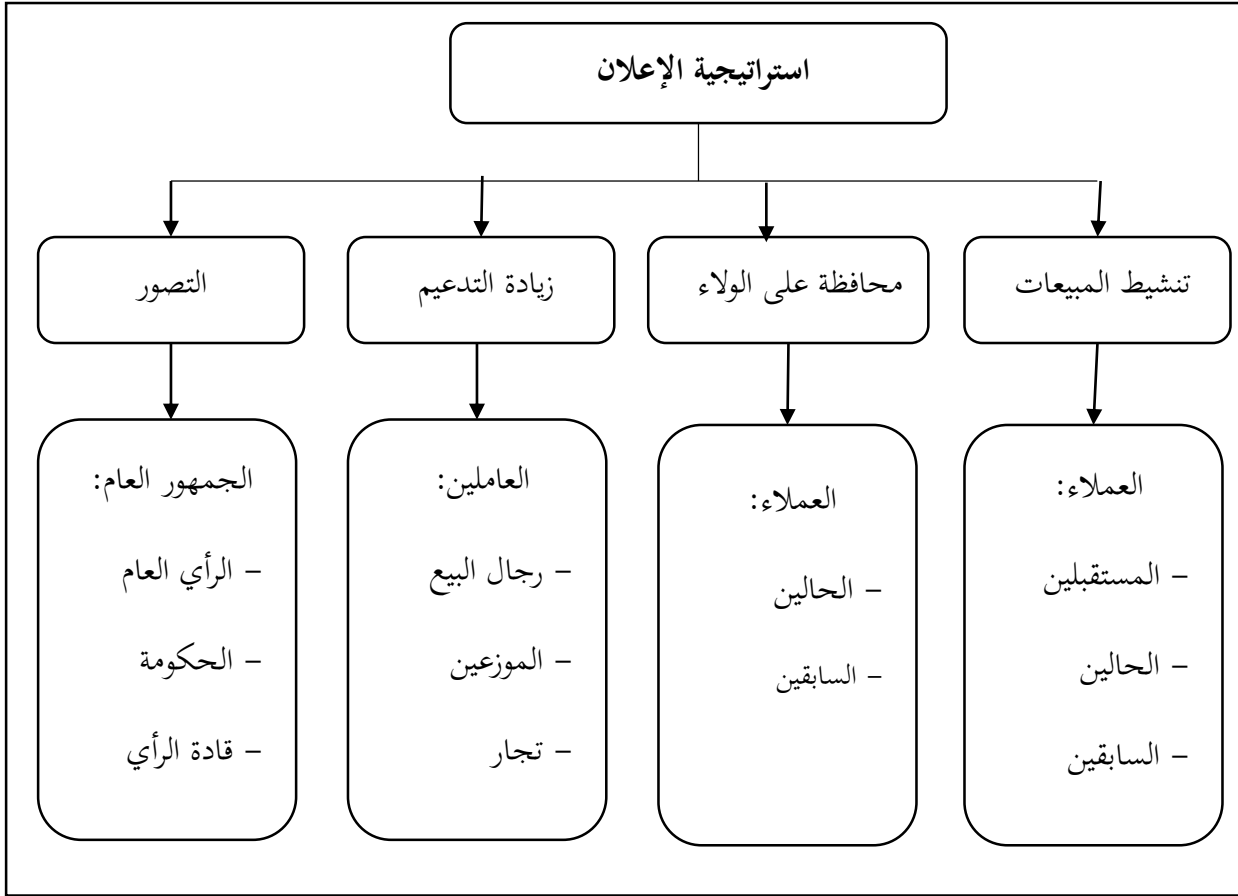 استراتيجية الإعلان
تنشيط المبيعات
محافظة على الولاء
زيادة التدعيم
التصور
العملاء:
– المستقبلين
– الحالين
– السابقين
العملاء:
– الحالين
– السابقين
العاملين:
– رجال البيع
– الموزعين
– تجار
الجمهور العام:
– الرأي العام
– الحكومة
– قادة الرأي